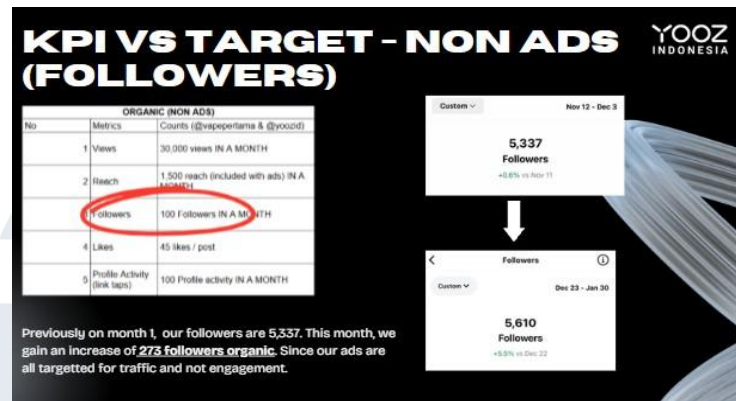 KPI VS TARGET - NON ADS
(FOLLOWERS)
YOOZ
INDONESIA
ORGANIC (NON ADS)
No Metrics Counts (@vapepertama & @yoozid)
1 Views 30,000 views IN A MONTH
2 Reach 1,500 reach (included with ads) IN A
MONTH
3 Followers 100 Followers IN A MONTH
4 Likes 45 likes / post
5 Profile Activity 100 Profile activity IN A MONTH
(link taps)
Custom Nov 12 - Dec 3
5,337
Followers
+0.6% vs Nov 11
Followers
Custom Dec 23 - Jan 30
5,610
Followers
+5.5% vs Dec 22
Previously on month 1, our followers are 5,337. This month, we
gain an increase of 273 followers organic. Since our ads are
all targetted for traffic and not engagement.